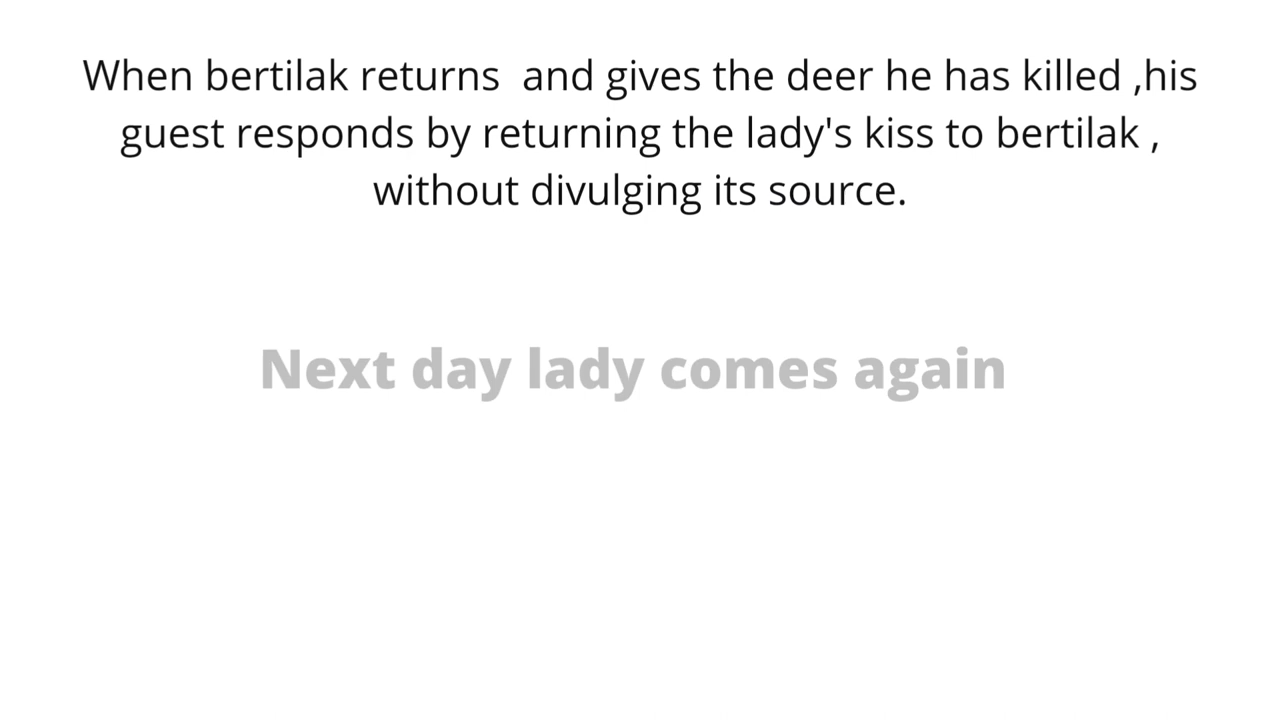 When bertilak returns  and gives the deer he has killed ,his
guest responds by returning the lady's kiss to bertilak ,
without divulging its source.
Next day lady comes again